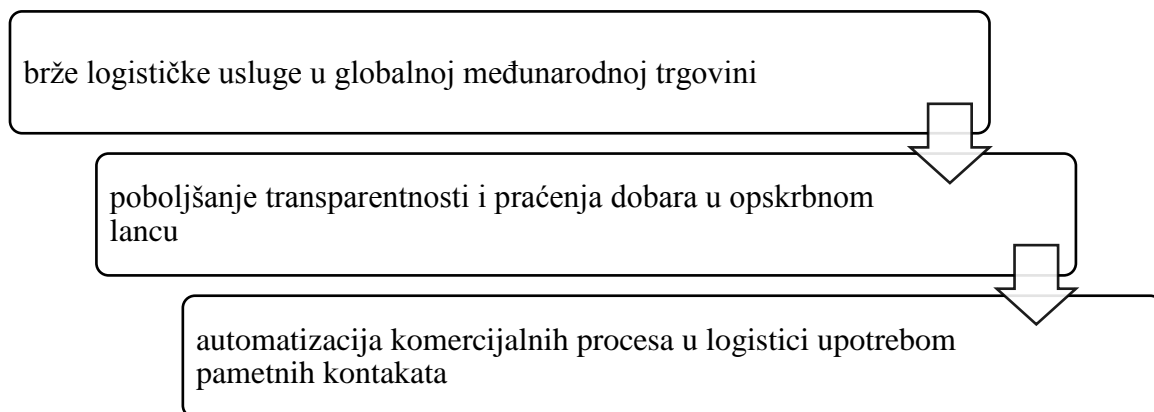 brže logističke usluge u globalnoj međunarodnoj trgovini
poboljšanje transparentnosti i praćenja dobara u opskrbnom
lancu
automatizacija komercijalnih procesa u logistici upotrebom
pametnih kontakata